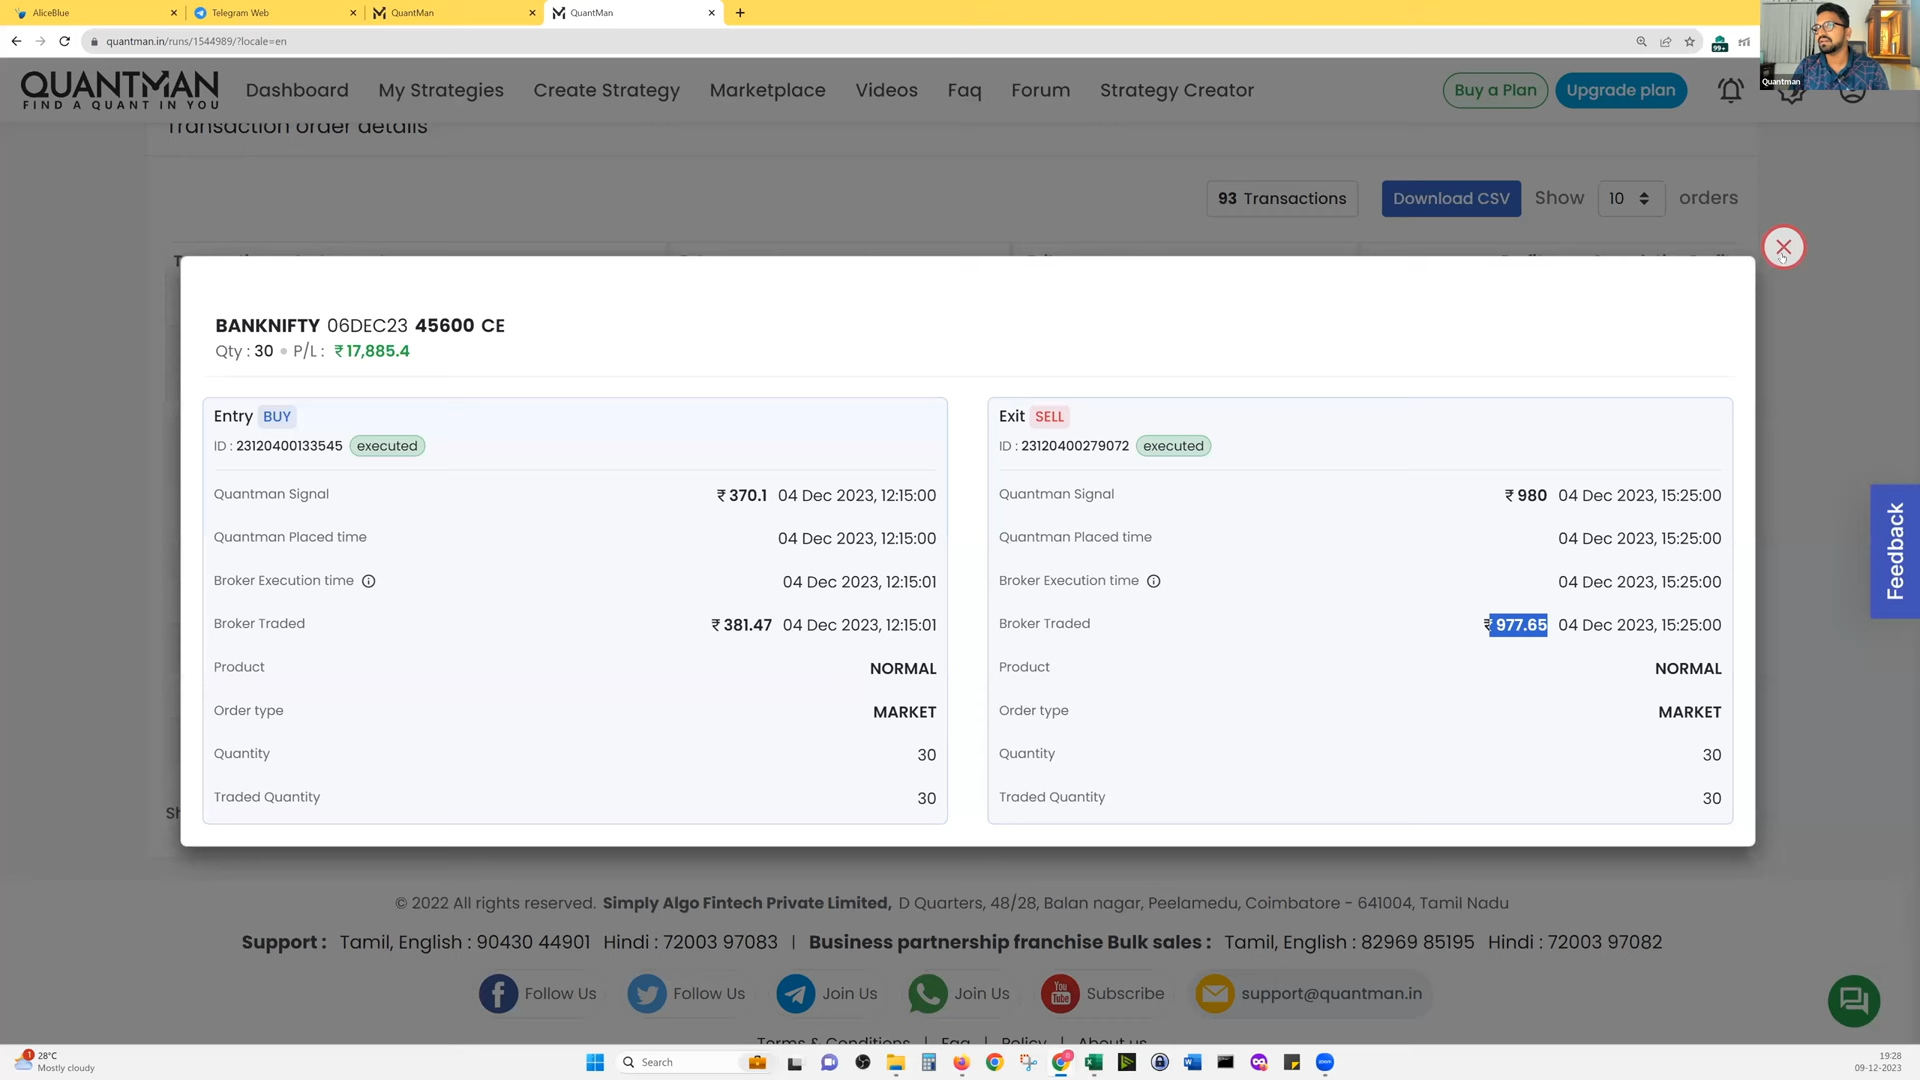 AliceBlue
Telegram Web
QuantMan
QuantMan
quantman.in/runs/1544989/?locale=en
99+
QUANTMAN
FIND A QUANT IN YOU
Dashboard My Strategies Create Strategy Marketplace Videos Faq Forum Strategy Creator
Buy a Plan Upgrade plan
Quantman
Transaction order details
93 Transactions Download CSV Show 10 orders
BANKNIFTY 06DEC23 45600 CE
Qty : 30 P/L : ₹ 17,885.4
Entry BUY
ID : 23120400133545 executed
Quantman Signal ₹ 370.1 04 Dec 2023, 12:15:00
Quantman Placed time 04 Dec 2023, 12:15:00
Broker Execution time 04 Dec 2023, 12:15:01
Broker Traded ₹ 381.47 04 Dec 2023, 12:15:01
Product NORMAL
Order type MARKET
Quantity 30
Traded Quantity 30
Exit SELL
ID : 23120400279072 executed
Quantman Signal ₹ 980 04 Dec 2023, 15:25:00
Quantman Placed time 04 Dec 2023, 15:25:00
Broker Execution time 04 Dec 2023, 15:25:00
Broker Traded ₹ 977.65 04 Dec 2023, 15:25:00
Product NORMAL
Order type MARKET
Quantity 30
Traded Quantity 30
Feedback
© 2022 All rights reserved. Simply Algo Fintech Private Limited, D Quarters, 48/28, Balan nagar, Peelamedu, Coimbatore - 641004, Tamil Nadu
Support : Tamil, English : 90430 44901 Hindi : 72003 97083 | Business partnership franchise Bulk sales : Tamil, English : 82969 85195 Hindi : 72003 97082
Follow Us Follow Us Join Us Join Us You Tube Subscribe support@quantman.in
Terms & Conditions | Faq | Policy | About us
1
28°C
Mostly cloudy
Search
19:28
09-12-2023